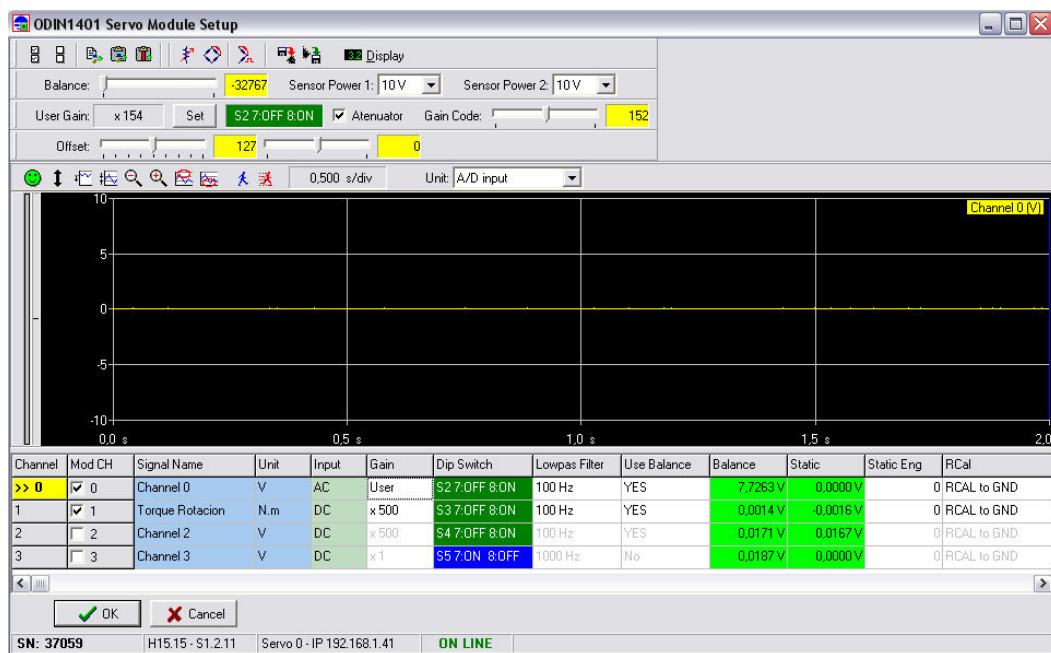 ODIN1401 Servo Module Setup
Display
Balance: -32767 Sensor Power 1: 10 V Sensor Power 2: 10 V
User Gain: x 154 Set S2 7:OFF 8:ON Atenuator Gain Code: 152
Offset: 127 0
0,500 s/div Unit: A/D input
Channel 0 (V)
10
5
0
-5
-10
0,0 s 0,5 s 1,0 s 1,5 s 2,0
Channel Mod CH Signal Name Unit Input Gain Dip Switch Lowpas Filter Use Balance Balance Static Static Eng RCal
>> 0 0 Channel 0 V AC User S2 7:OFF 8:ON 100 Hz YES 7,7263 V 0,0000 V 0 RCAL to GND
1 1 Torque Rotacion N.m DC x 500 S3 7:OFF 8:ON 100 Hz YES 0,0014 V -0,0016 V 0 RCAL to GND
2 2 Channel 2 V DC x 500 S4 7:OFF 8:ON 100 Hz YES 0,0171 V 0,0167 V 0 RCAL to GND
3 3 Channel 3 V DC x 1 S5 7:ON 8:OFF 1000 Hz No 0,0187 V 0,0000 V 0 RCAL to GND
OK Cancel
SN: 37059 H15.15 - S1.2.11 Servo 0 - IP 192.168.1.41 ON LINE